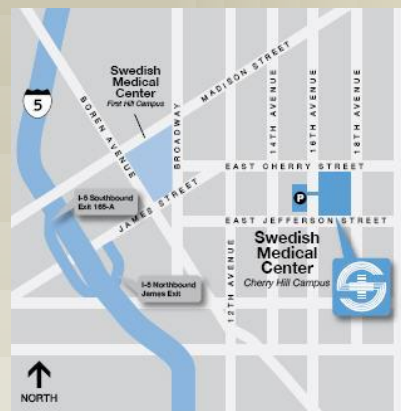 5
Swedish
Medical
Center
First Hill Campus
BOREN AVENUE
BROADWAY
MADISON STREET
14TH AVENUE
16TH AVENUE
18TH AVENUE
EAST CHERRY STREET
P
I-5 Southbound
Exit 165-A
JAMES STREET
EAST JEFFERSON STREET
12TH AVENUE
Swedish
Medical
Center
Cherry Hill Campus
I-5 Northbound
James Exit
NORTH